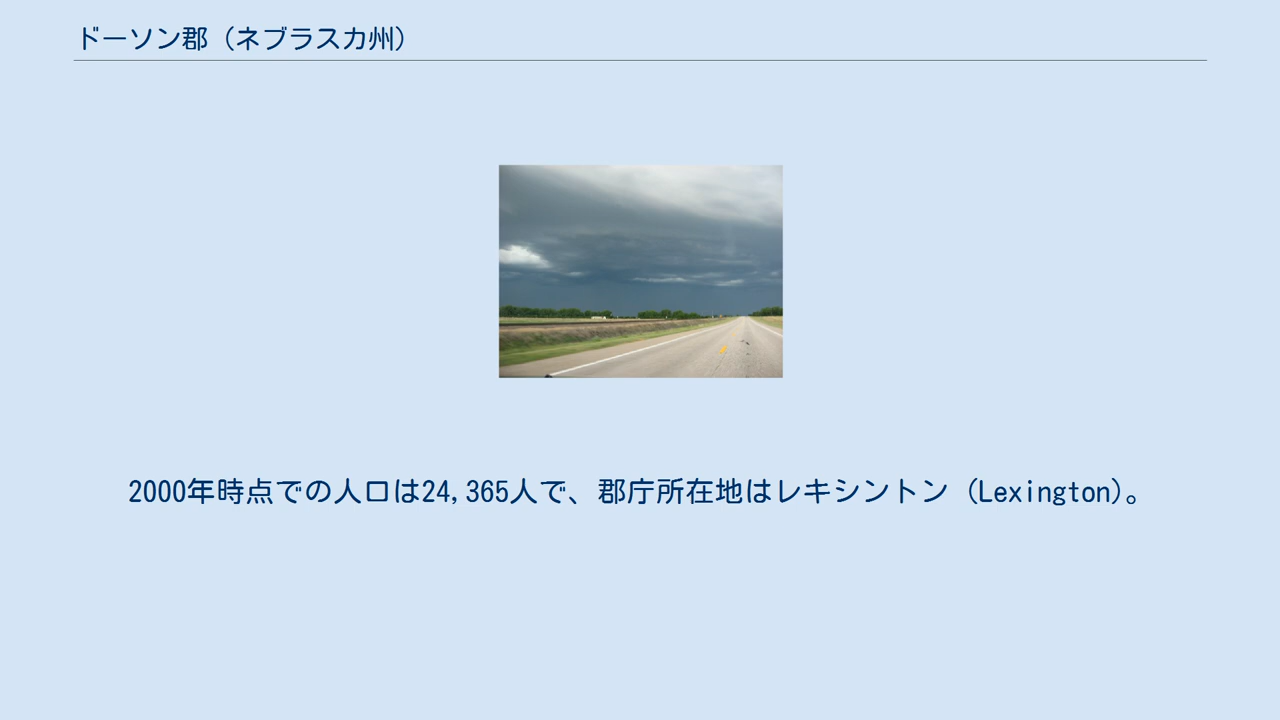 ドーソン郡（ネブラスカ州）
2000年時点での人口は24,365人で、郡庁所在地はレキシントン（Lexington）。